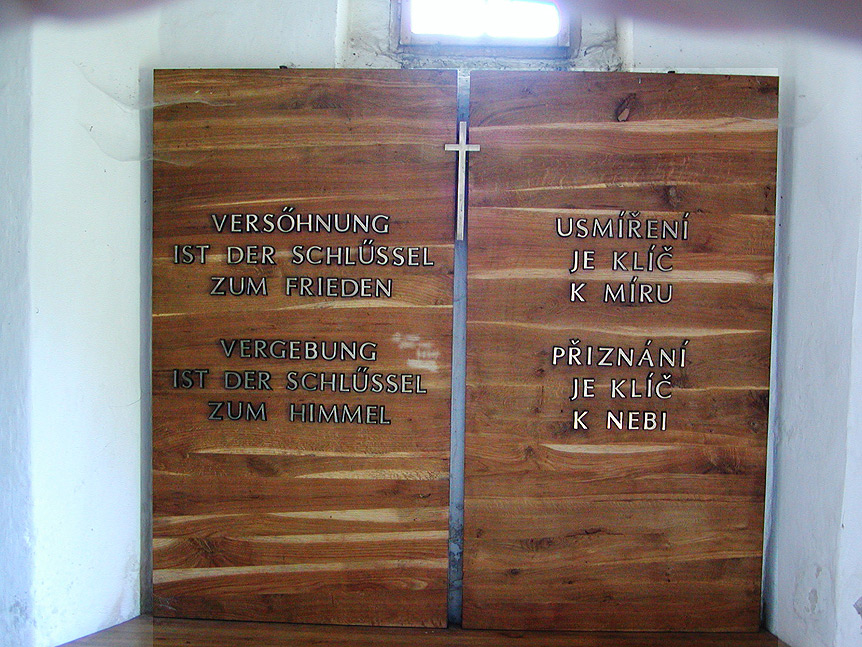 VERSŐHNUNG
IST DER SCHLŰSSEL
ZUM FRIEDEN
VERGEBUNG
IST DER SCHLŰSSEL
ZUM HIMMEL
USMÍŘENÍ
JE KLÍČ
K MÍRU
PŘIZNÁNÍ
JE KLÍČ
K NEBI